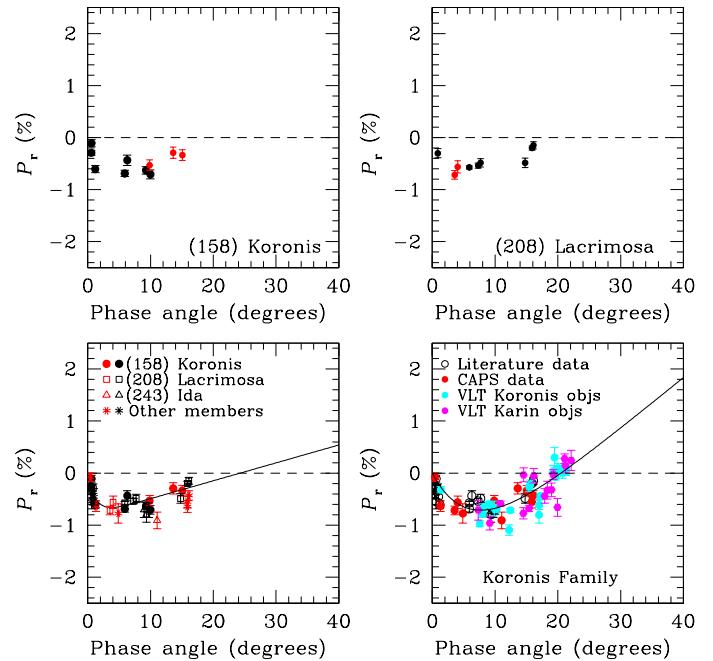 2
1
0
−1
−2
P_r (%)
(158) Koronis
0 10 20 30 40
Phase angle (degrees)
2
1
0
−1
−2
P_r (%)
(208) Lacrimosa
0 10 20 30 40
Phase angle (degrees)
2
1
0
−1
−2
P_r (%)
(158) Koronis
(208) Lacrimosa
(243) Ida
Other members
0 10 20 30 40
Phase angle (degrees)
2
1
0
−1
−2
P_r (%)
Literature data
CAPS data
VLT Koronis objs
VLT Karin objs
Koronis Family
0 10 20 30 40
Phase angle (degrees)